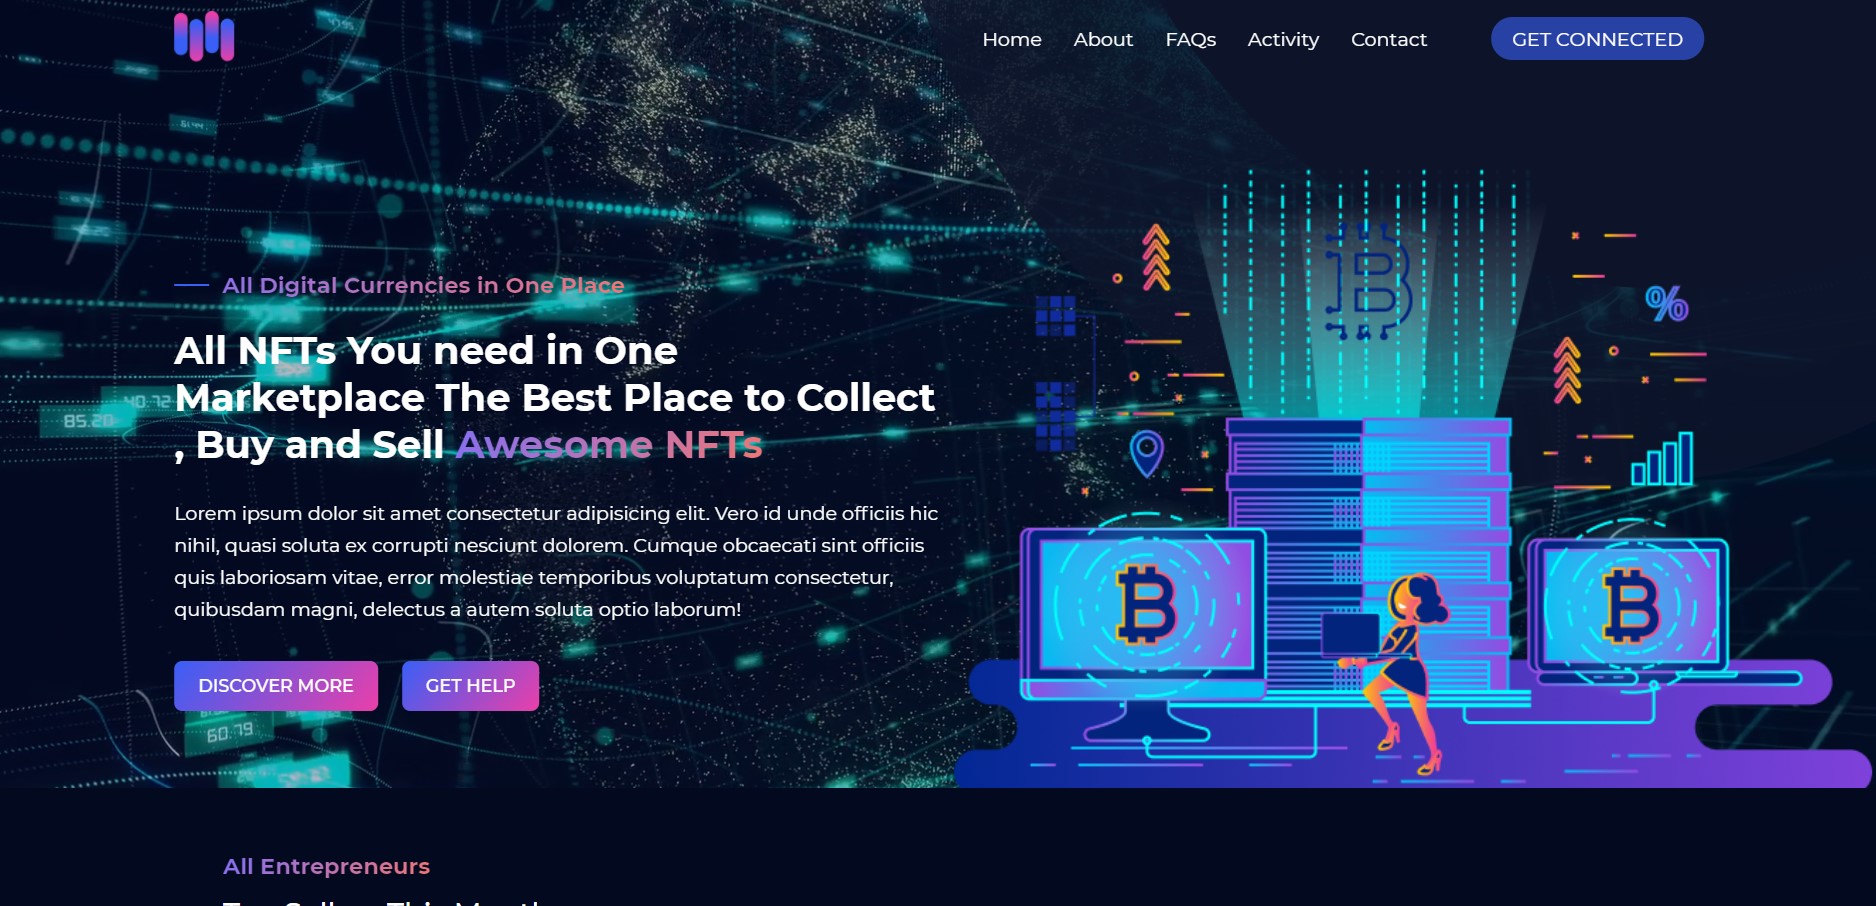 Home About FAQs Activity Contact GET CONNECTED
61.44
All Digital Currencies in One Place
All NFTs You need in One
Marketplace The Best Place to Collect
, Buy and Sell Awesome NFTs
40.72
85.20
%
Lorem ipsum dolor sit amet consectetur adipisicing elit. Vero id unde officiis hic
nihil, quasi soluta ex corrupti nesciunt dolorem. Cumque obcaecati sint officiis
quis laboriosam vitae, error molestiae temporibus voluptatum consectetur,
quibusdam magni, delectus a autem soluta optio laborum!
DISCOVER MORE GET HELP
60.79
All Entrepreneurs